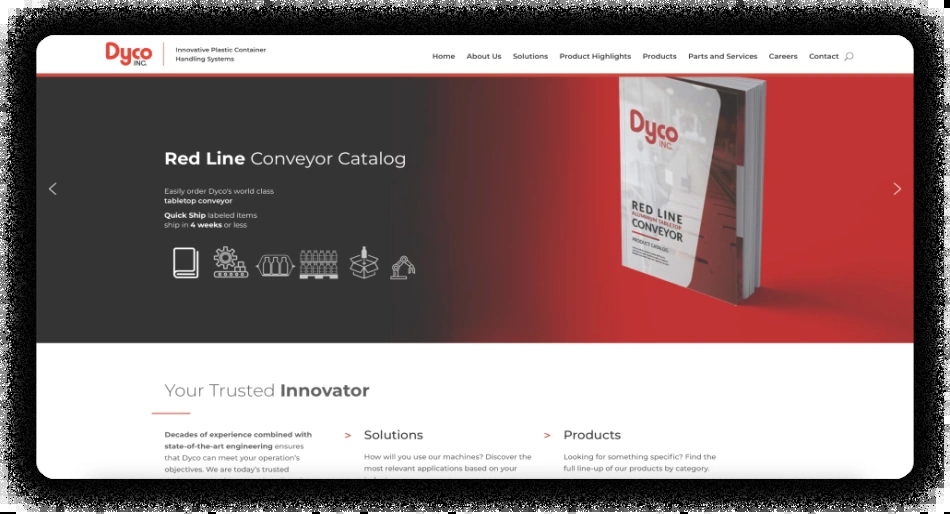 Dyco
INC.
Innovative Plastic Container
Handling Systems
Home About Us Solutions Product Highlights Products Parts and Services Careers Contact
Red Line Conveyor Catalog
Easily order Dyco's world class
tabletop conveyor
Quick Ship labeled items
ship in 4 weeks or less
Dyco
INC.
RED LINE
ALUMINUM TABLETOP
CONVEYOR
PRODUCT CATALOG
Your Trusted Innovator
Decades of experience combined with
state-of-the-art engineering ensures
that Dyco can meet your operation's
objectives. We are today's trusted
> Solutions
How will you use our machines? Discover the
most relevant applications based on your
> Products
Looking for something specific? Find the
full line-up of our products by category.